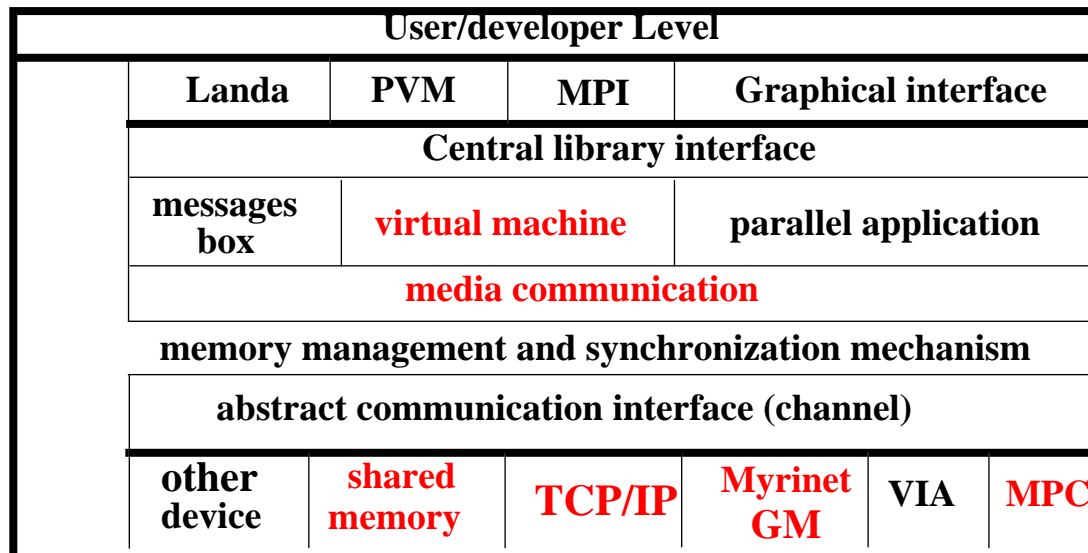 User/developer Level
Landa PVM MPI Graphical interface
Central library interface
messages box virtual machine parallel application
media communication
memory management and synchronization mechanism
abstract communication interface (channel)
other device shared memory TCP/IP Myrinet GM VIA MPC